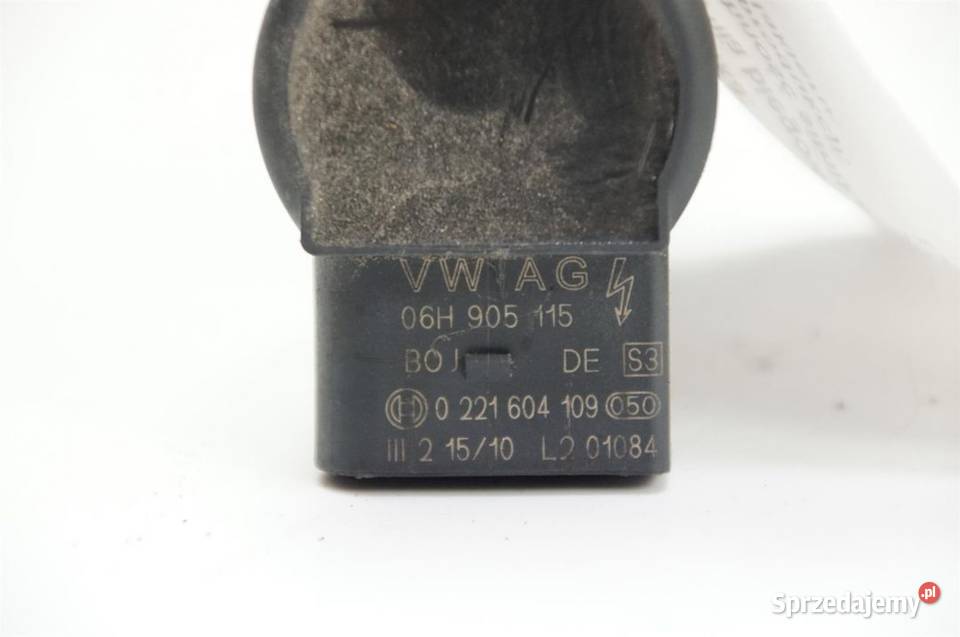 VW AG
06H 905 115
BOJ DE S3
H 0 221 604 109 050
III 2 15/10 L2 01084
Sprzedajemy.pl